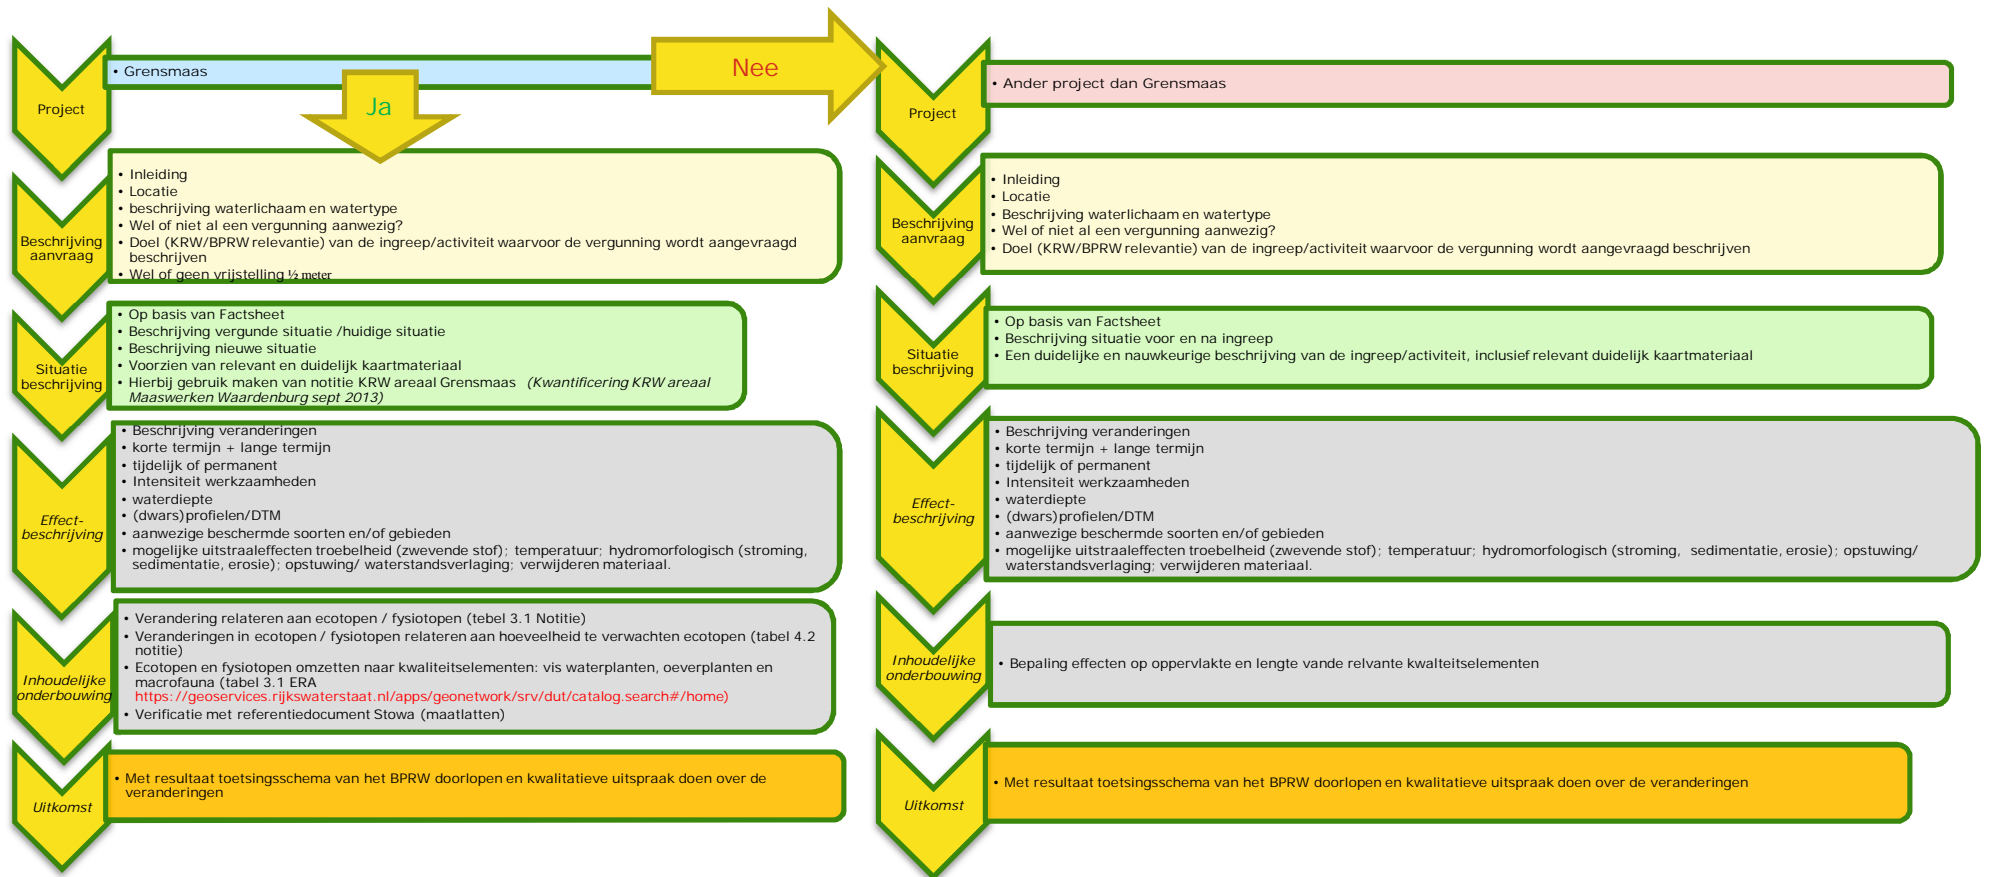 Project
• Grensmaas
Nee
Ja
Beschrijving
aanvraag
• Inleiding
• Locatie
• beschrijving waterlichaam en watertype
• Wel of niet al een vergunning aanwezig?
• Doel (KRW/BPRW relevantie) van de ingreep/activiteit waarvoor de vergunning wordt aangevraagd
beschrijven
• Wel of geen vrijstelling ½ meter
Situatie
beschrijving
• Op basis van Factsheet
• Beschrijving vergunde situatie /huidige situatie
• Beschrijving nieuwe situatie
• Voorzien van relevant en duidelijk kaartmateriaal
• Hierbij gebruik maken van notitie KRW areaal Grensmaas (Kwantificering KRW areaal
Maaswerken Waardenburg sept 2013)
Effect-
beschrijving
• Beschrijving veranderingen
• korte termijn + lange termijn
• tijdelijk of permanent
• Intensiteit werkzaamheden
• waterdiepte
• (dwars)profielen/DTM
• aanwezige beschermde soorten en/of gebieden
• mogelijke uitstraaleffecten troebelheid (zwevende stof); temperatuur; hydromorfologisch (stroming,
sedimentatie, erosie); opstuwing/ waterstandsverlaging; verwijderen materiaal.
Inhoudelijke
onderbouwing
• Verandering relateren aan ecotopen / fysiotopen (tebel 3.1 Notitie)
• Veranderingen in ecotopen / fysiotopen relateren aan hoeveelheid te verwachten ecotopen (tabel 4.2
notitie)
• Ecotopen en fysiotopen omzetten naar kwaliteitselementen: vis waterplanten, oeverplanten en
macrofauna (tabel 3.1 ERA
https://geoservices.rijkswaterstaat.nl/apps/geonetwork/srv/dut/catalog.search#/home)
• Verificatie met referentiedocument Stowa (maatlatten)
Uitkomst
• Met resultaat toetsingsschema van het BPRW doorlopen en kwalitatieve uitspraak doen over de
veranderingen
Project
• Ander project dan Grensmaas
Beschrijving
aanvraag
• Inleiding
• Locatie
• Beschrijving waterlichaam en watertype
• Wel of niet al een vergunning aanwezig?
• Doel (KRW/BPRW relevantie) van de ingreep/activiteit waarvoor de vergunning wordt aangevraagd beschrijven
Situatie
beschrijving
• Op basis van Factsheet
• Beschrijving situatie voor en na ingreep
• Een duidelijke en nauwkeurige beschrijving van de ingreep/activiteit, inclusief relevant duidelijk kaartmateriaal
Effect-
beschrijving
• Beschrijving veranderingen
• korte termijn + lange termijn
• tijdelijk of permanent
• Intensiteit werkzaamheden
• waterdiepte
• (dwars)profielen/DTM
• aanwezige beschermde soorten en/of gebieden
• mogelijke uitstraaleffecten troebelheid (zwevende stof); temperatuur; hydromorfologisch (stroming, sedimentatie, erosie); opstuwing/
waterstandsverlaging; verwijderen materiaal.
Inhoudelijke
onderbouwing
• Bepaling effecten op oppervlakte en lengte vande relvante kwalteitselementen
Uitkomst
• Met resultaat toetsingsschema van het BPRW doorlopen en kwalitatieve uitspraak doen over de veranderingen